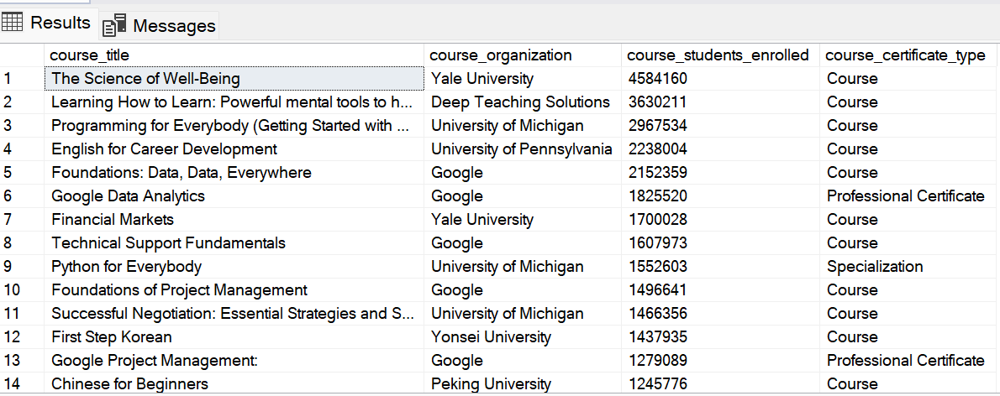 Results Messages
course_title course_organization course_students_enrolled course_certificate_type
1 The Science of Well-Being Yale University 4584160 Course
2 Learning How to Learn: Powerful mental tools to h... Deep Teaching Solutions 3630211 Course
3 Programming for Everybody (Getting Started with ... University of Michigan 2967534 Course
4 English for Career Development University of Pennsylvania 2238004 Course
5 Foundations: Data, Data, Everywhere Google 2152359 Course
6 Google Data Analytics Google 1825520 Professional Certificate
7 Financial Markets Yale University 1700028 Course
8 Technical Support Fundamentals Google 1607973 Course
9 Python for Everybody University of Michigan 1552603 Specialization
10 Foundations of Project Management Google 1496641 Course
11 Successful Negotiation: Essential Strategies and S... University of Michigan 1466356 Course
12 First Step Korean Yonsei University 1437935 Course
13 Google Project Management: Google 1279089 Professional Certificate
14 Chinese for Beginners Peking University 1245776 Course